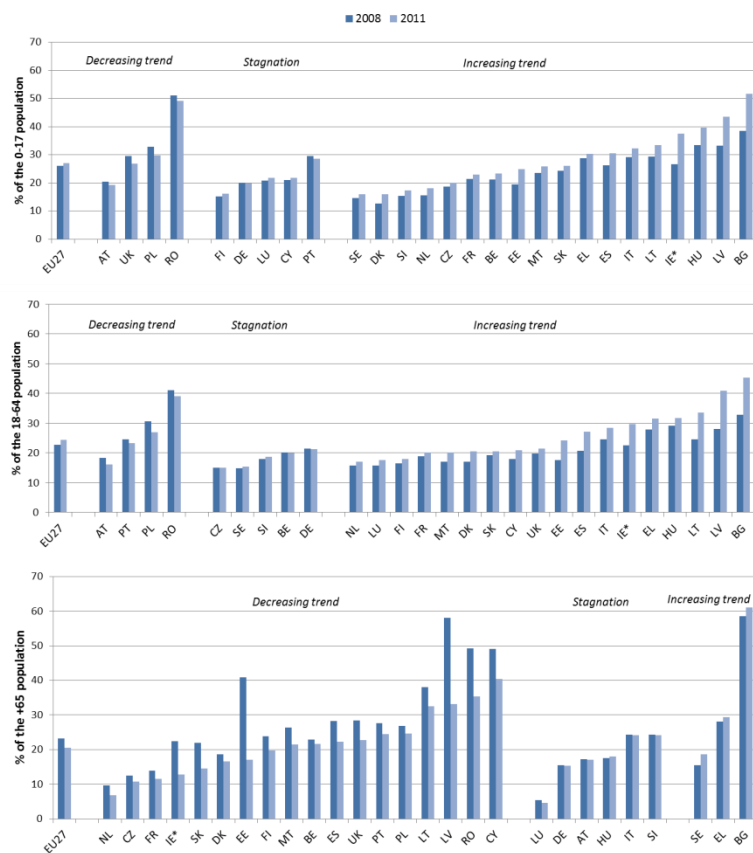 2008 2011
% of the 0-17 population
70
60
50
40
30
20
10
0
Decreasing trend Stagnation Increasing trend
EU27 AT UK PL RO FI DE LU CY PT SE DK SI NL CZ FR BE EE MT SK EL ES IT LT IE* HU LV BG
% of the 18-64 population
70
60
50
40
30
20
10
0
Decreasing trend Stagnation Increasing trend
EU27 AT PT PL RO CZ SE SI BE DE NL LU FI FR MT DK SK CY UK EE ES IT IE* EL HU LT LV BG
% of the +65 population
70
60
50
40
30
20
10
0
Decreasing trend Stagnation Increasing trend
EU27 NL CZ FR IE* SK DK EE FI MT BE ES UK PT PL LT LV RO CY LU DE AT HU IT SI SE EL BG